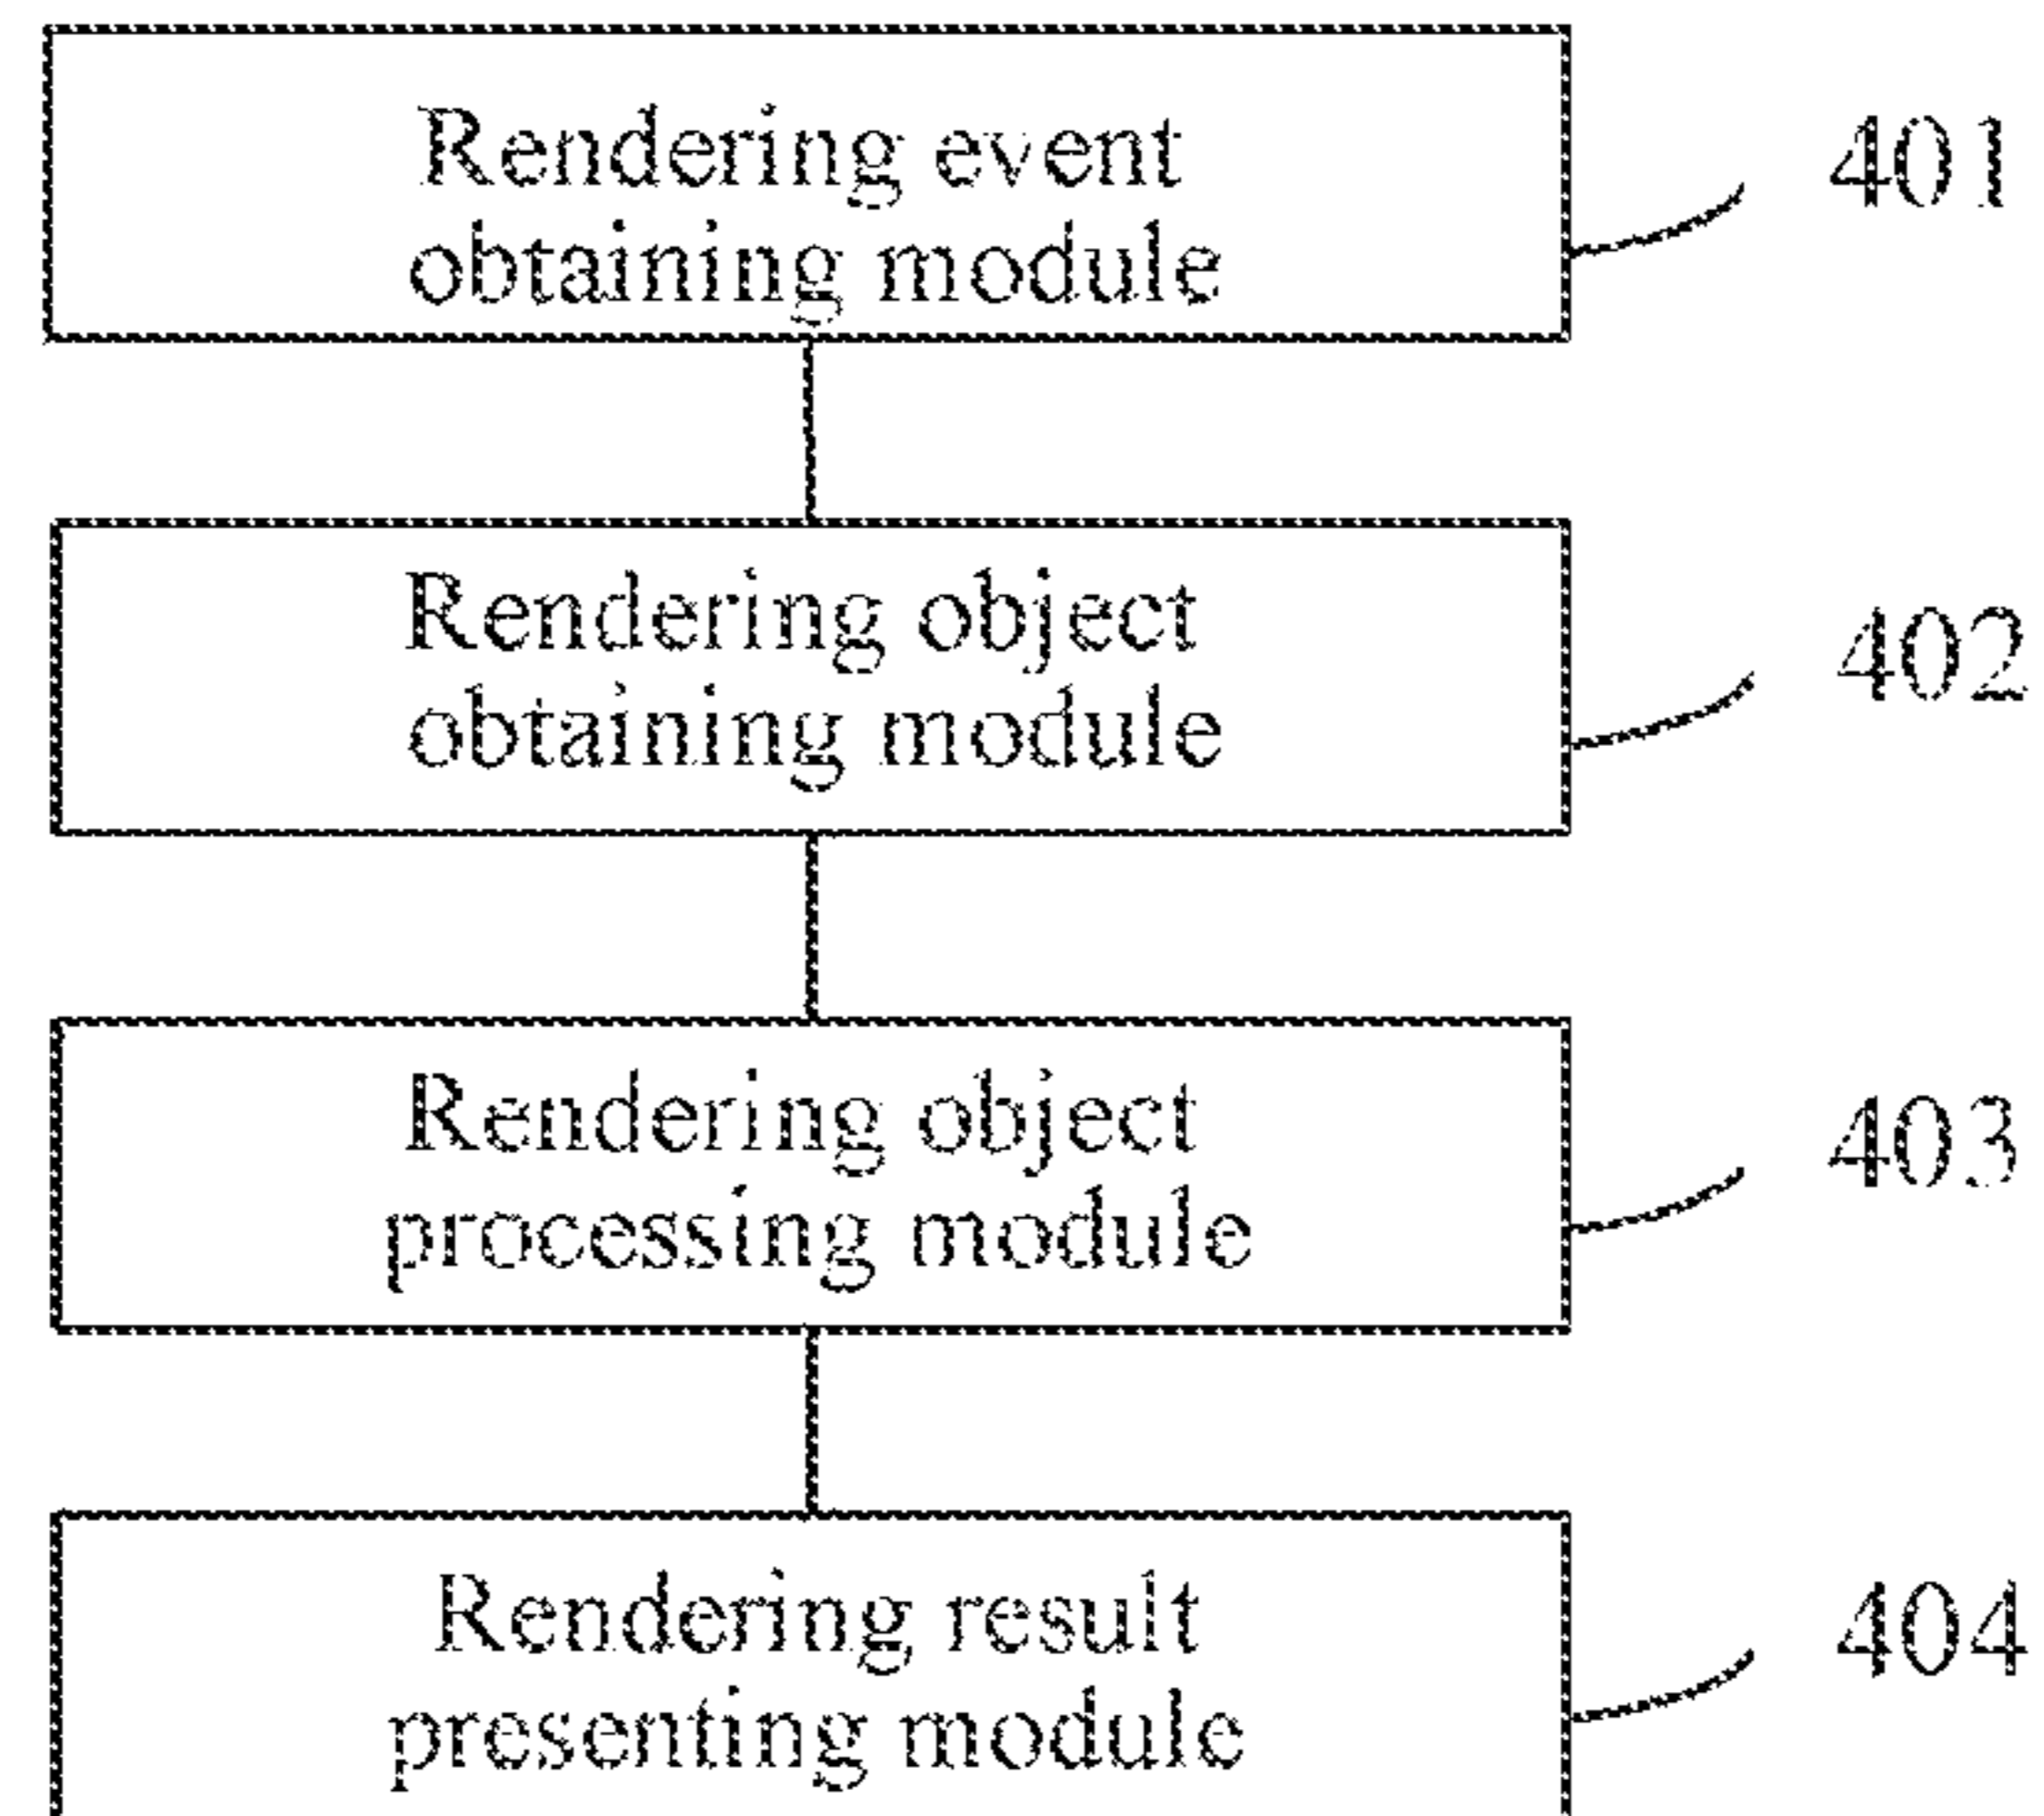 Rendering event
obtaining module
401
Rendering object
obtaining module
402
Rendering object
processing module
403
Rendering result
presenting module
404